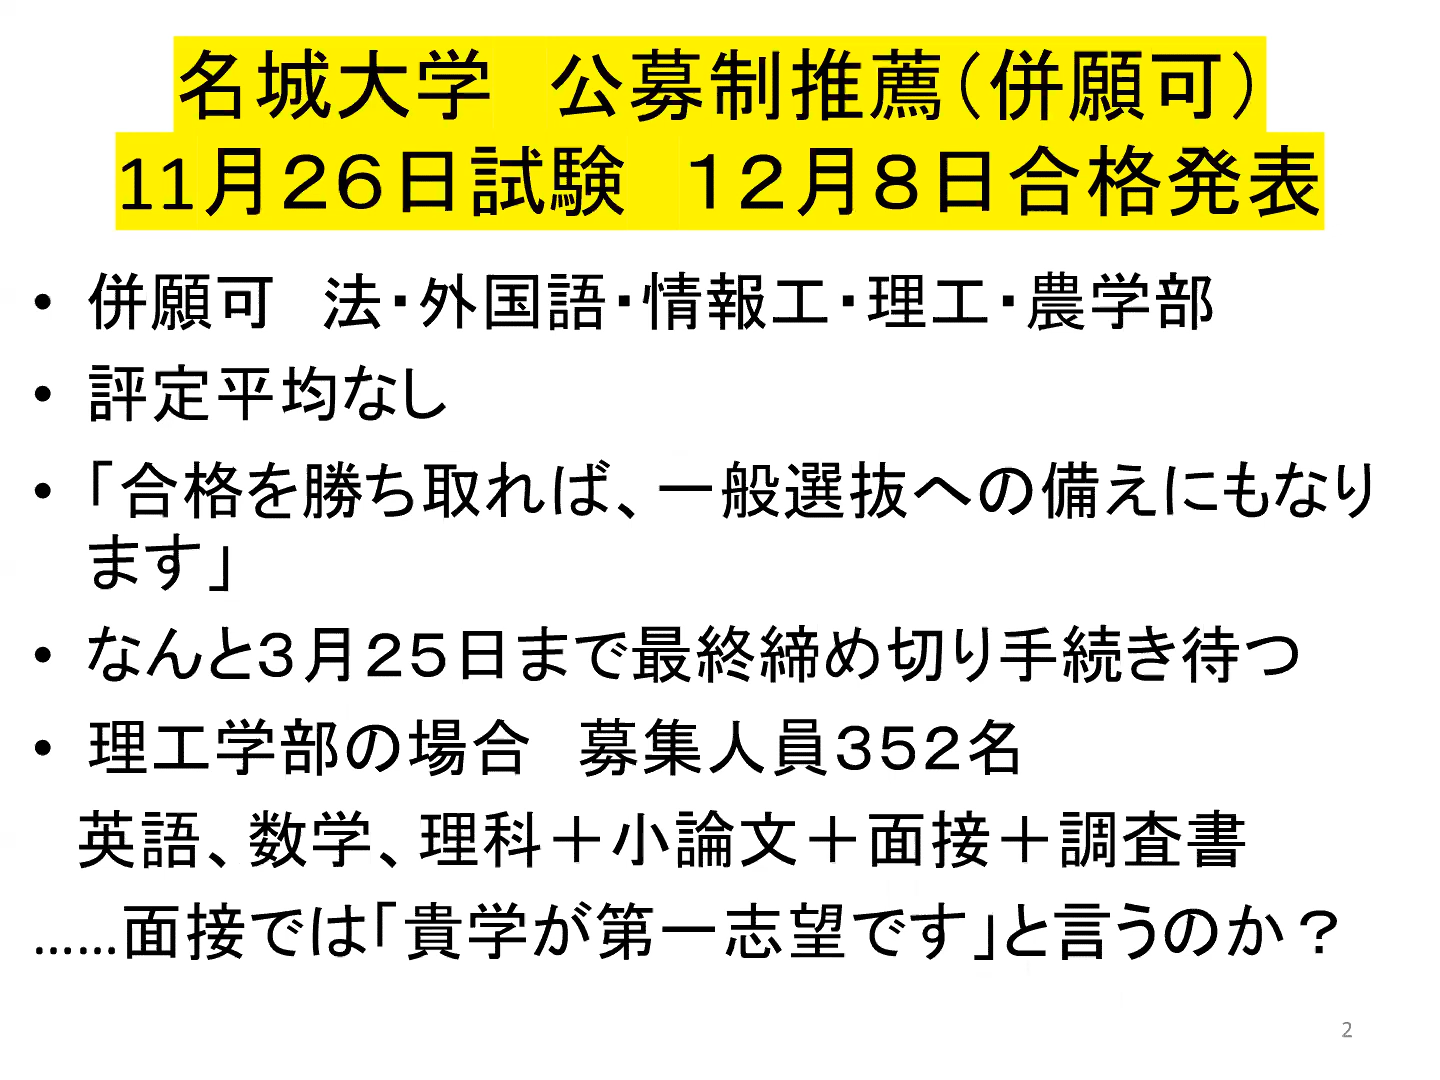 名城大学　公募制推薦（併願可）
11月２６日試験　１２月８日合格発表
• 併願可　法・外国語・情報工・理工・農学部
• 評定平均なし
• 「合格を勝ち取れば、一般選抜への備えにもなり
ます」
• なんと３月２５日まで最終締め切り手続き待つ
• 理工学部の場合　募集人員３５２名
英語、数学、理科＋小論文＋面接＋調査書
……面接では「貴学が第一志望です」と言うのか？
2